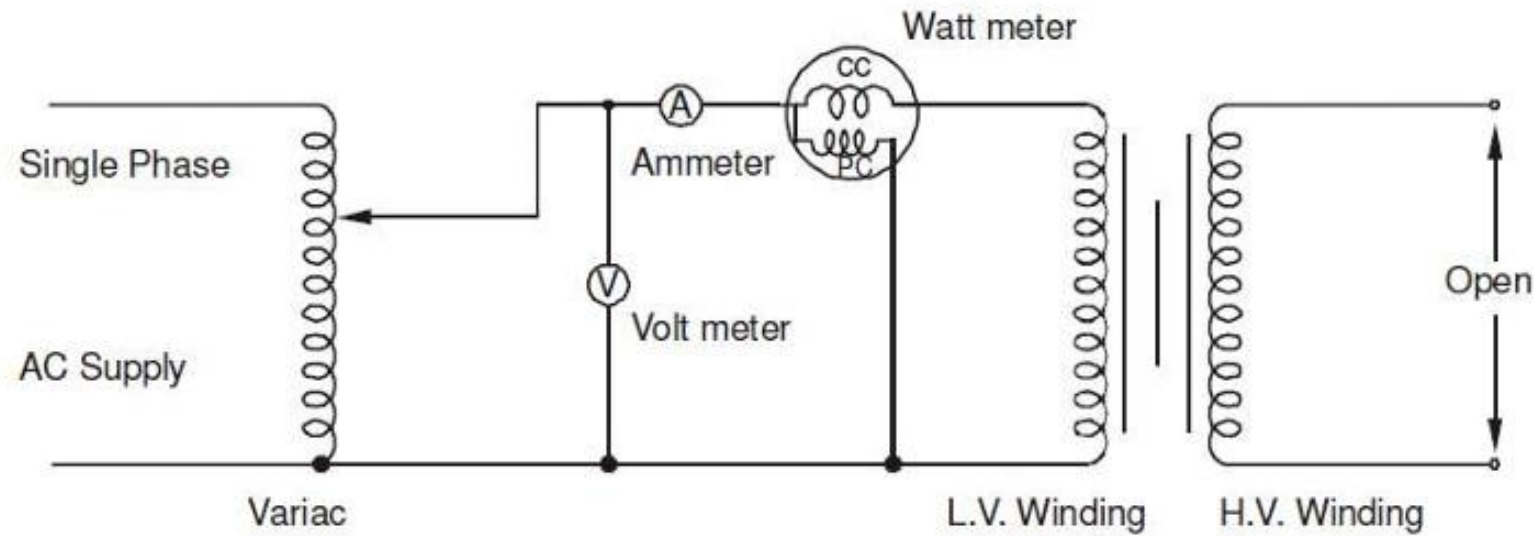 Watt meter
CC
A
Single Phase
Ammeter
PC
V
Open
Volt meter
AC Supply
Variac
L.V. Winding
H.V. Winding